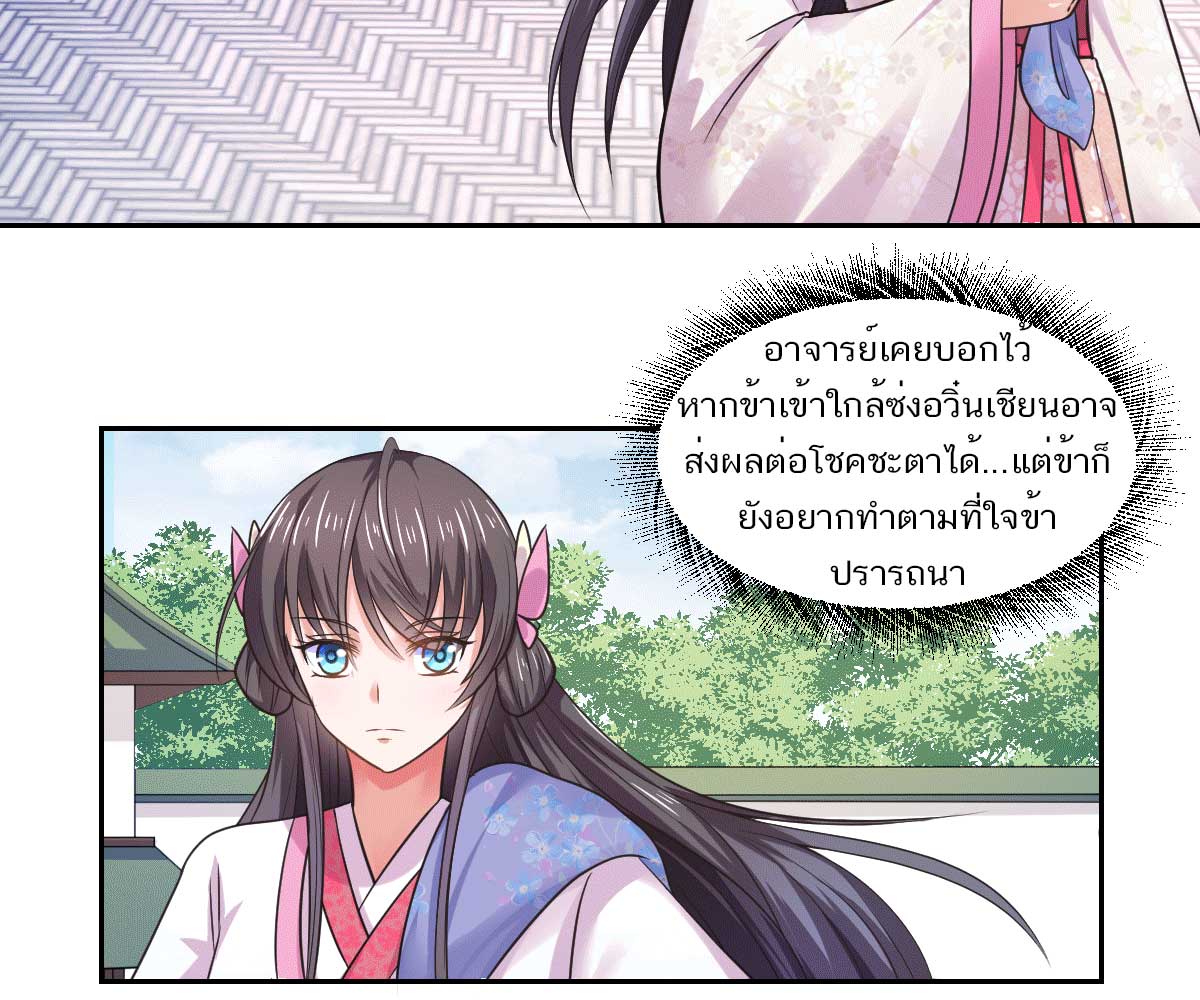 อาจารย์เคยบอกไว้
หากข้าเข้าใกล้ซ่งอวิ๋นเชียนอาจ
ส่งผลต่อโชคชะตาได้...แต่ข้าก็
ยังอยากทำตามที่ใจข้า
ปรารถนา